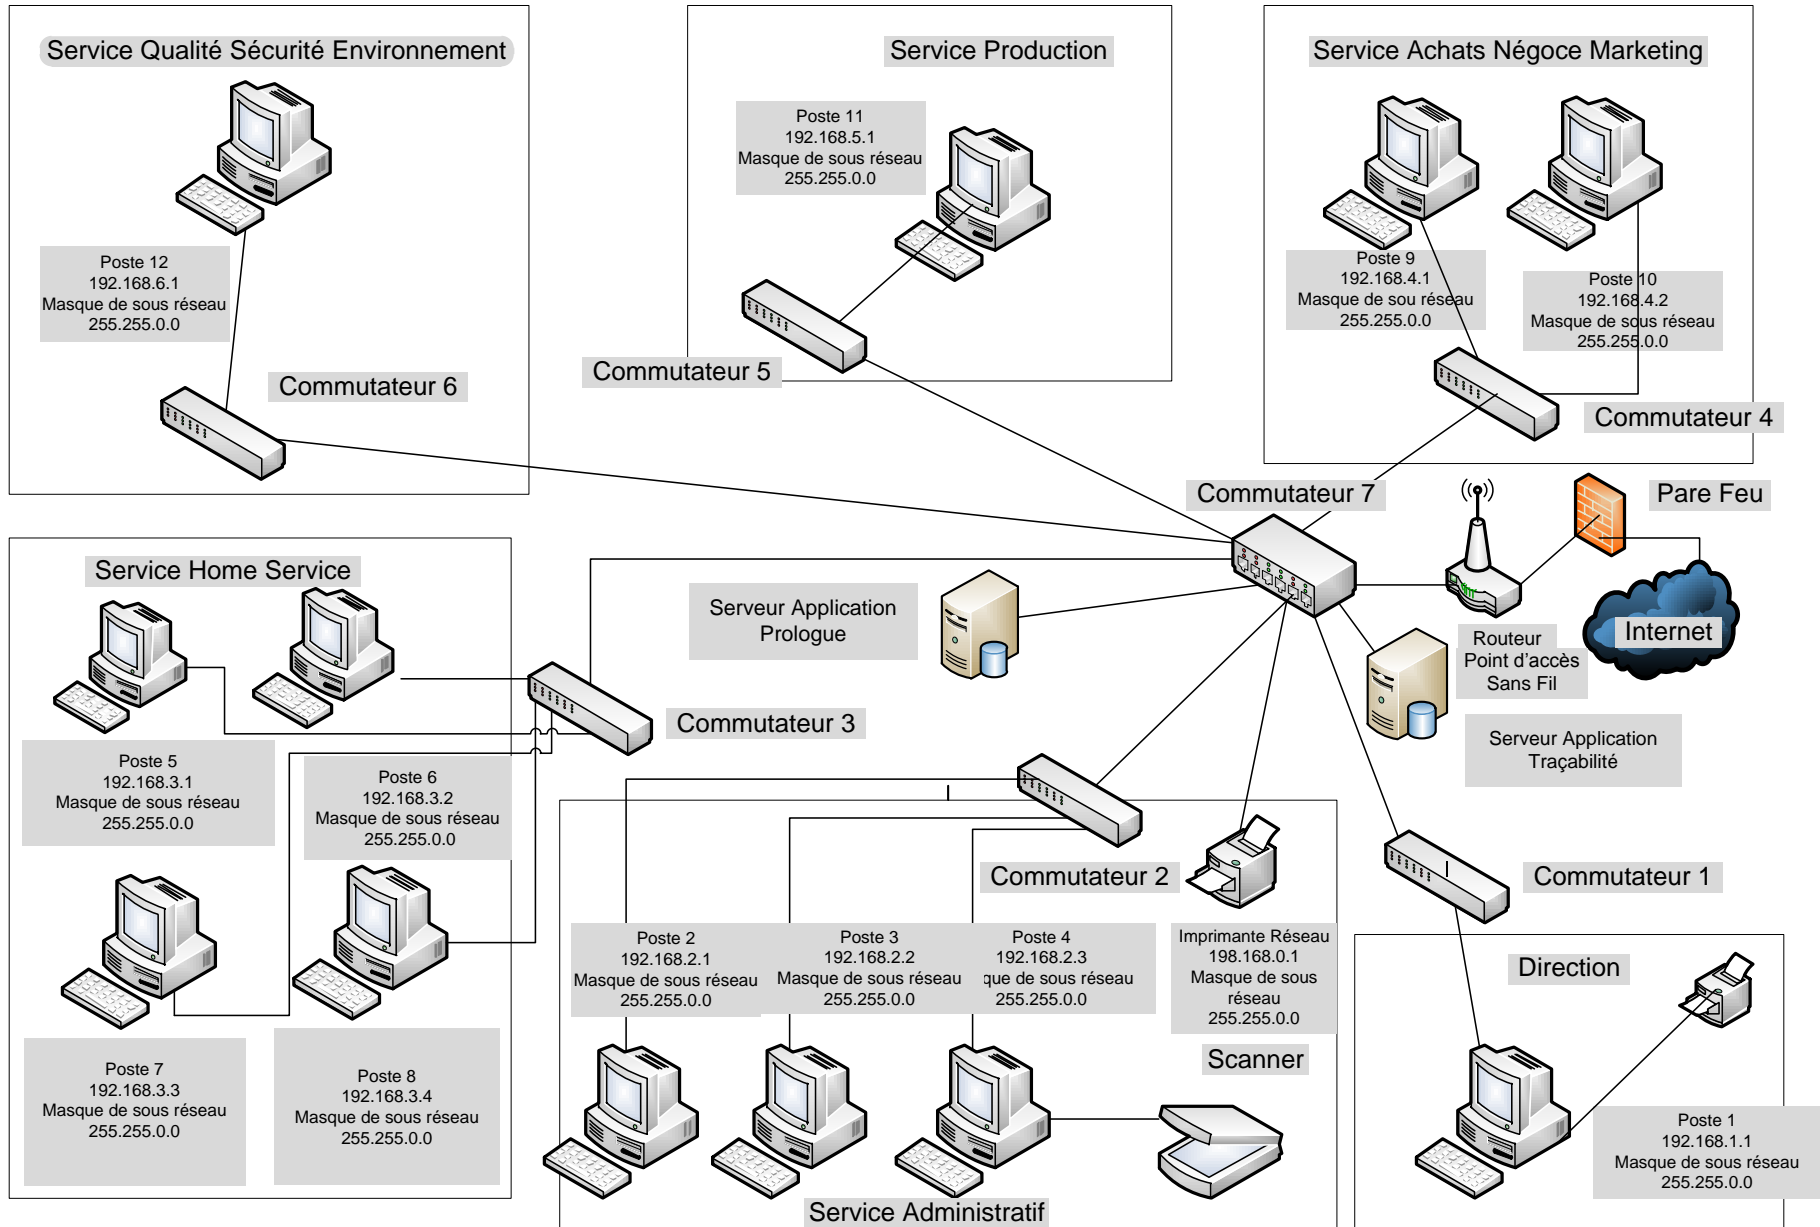 Service Qualité Sécurité Environnement
Poste 12
192.168.6.1
Masque de sous réseau
255.255.0.0
Commutateur 6
Service Production
Poste 11
192.168.5.1
Masque de sous réseau
255.255.0.0
Commutateur 5
Service Achats Négoce Marketing
Poste 9
192.168.4.1
Masque de sou réseau
255.255.0.0
Poste 10
192.168.4.2
Masque de sous réseau
255.255.0.0
Commutateur 4
Commutateur 7
Pare Feu
Internet
Routeur
Point d'accès
Sans Fil
Serveur Application
Traçabilité
Serveur Application
Prologue
Service Home Service
Commutateur 3
Poste 5
192.168.3.1
Masque de sous réseau
255.255.0.0
Poste 6
192.168.3.2
Masque de sous réseau
255.255.0.0
Poste 7
192.168.3.3
Masque de sous réseau
255.255.0.0
Poste 8
192.168.3.4
Masque de sous réseau
255.255.0.0
Commutateur 2
Poste 2
192.168.2.1
Masque de sous réseau
255.255.0.0
Poste 3
192.168.2.2
Masque de sous réseau
255.255.0.0
Poste 4
192.168.2.3
que de sous réseau
255.255.0.0
Imprimante Réseau
198.168.0.1
Masque de sous
réseau
255.255.0.0
Scanner
Service Administratif
Commutateur 1
Direction
Poste 1
192.168.1.1
Masque de sous réseau
255.255.0.0